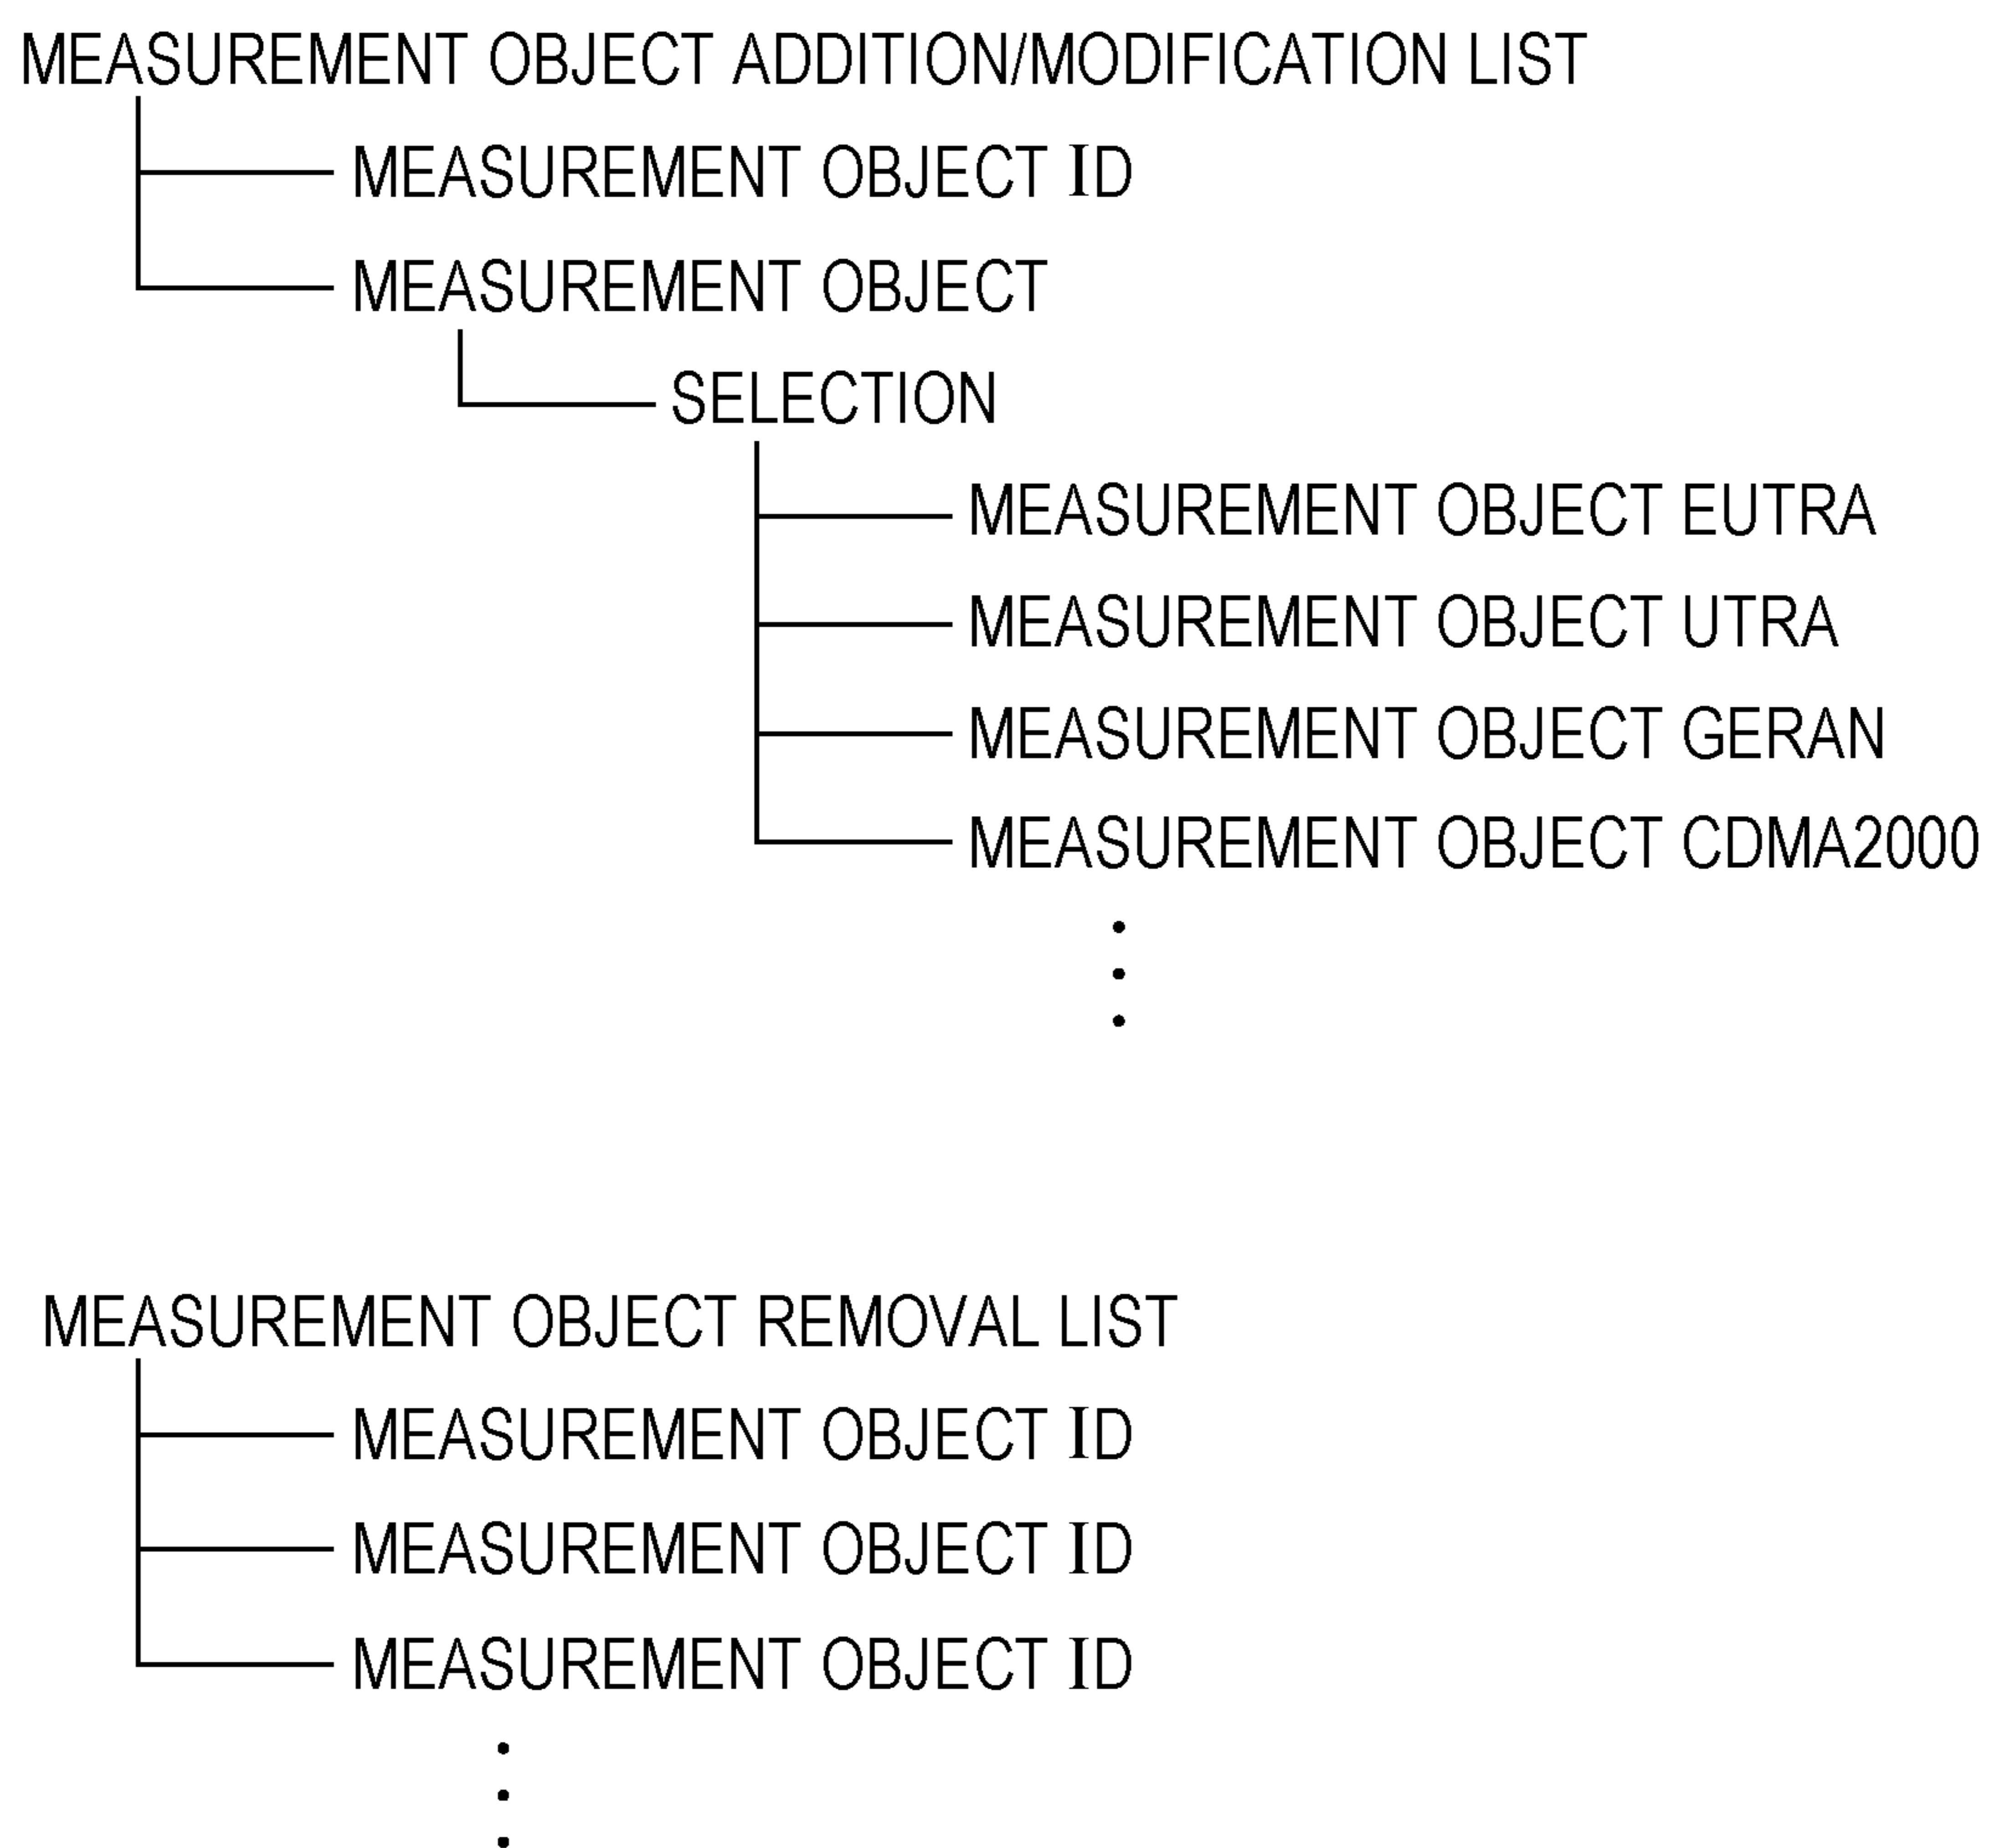 MEASUREMENT OBJECT ADDITION/MODIFICATION LIST
MEASUREMENT OBJECT ID
MEASUREMENT OBJECT
SELECTION
MEASUREMENT OBJECT EUTRA
MEASUREMENT OBJECT UTRA
MEASUREMENT OBJECT GERAN
MEASUREMENT OBJECT CDMA2000
MEASUREMENT OBJECT REMOVAL LIST
MEASUREMENT OBJECT ID
MEASUREMENT OBJECT ID
MEASUREMENT OBJECT ID